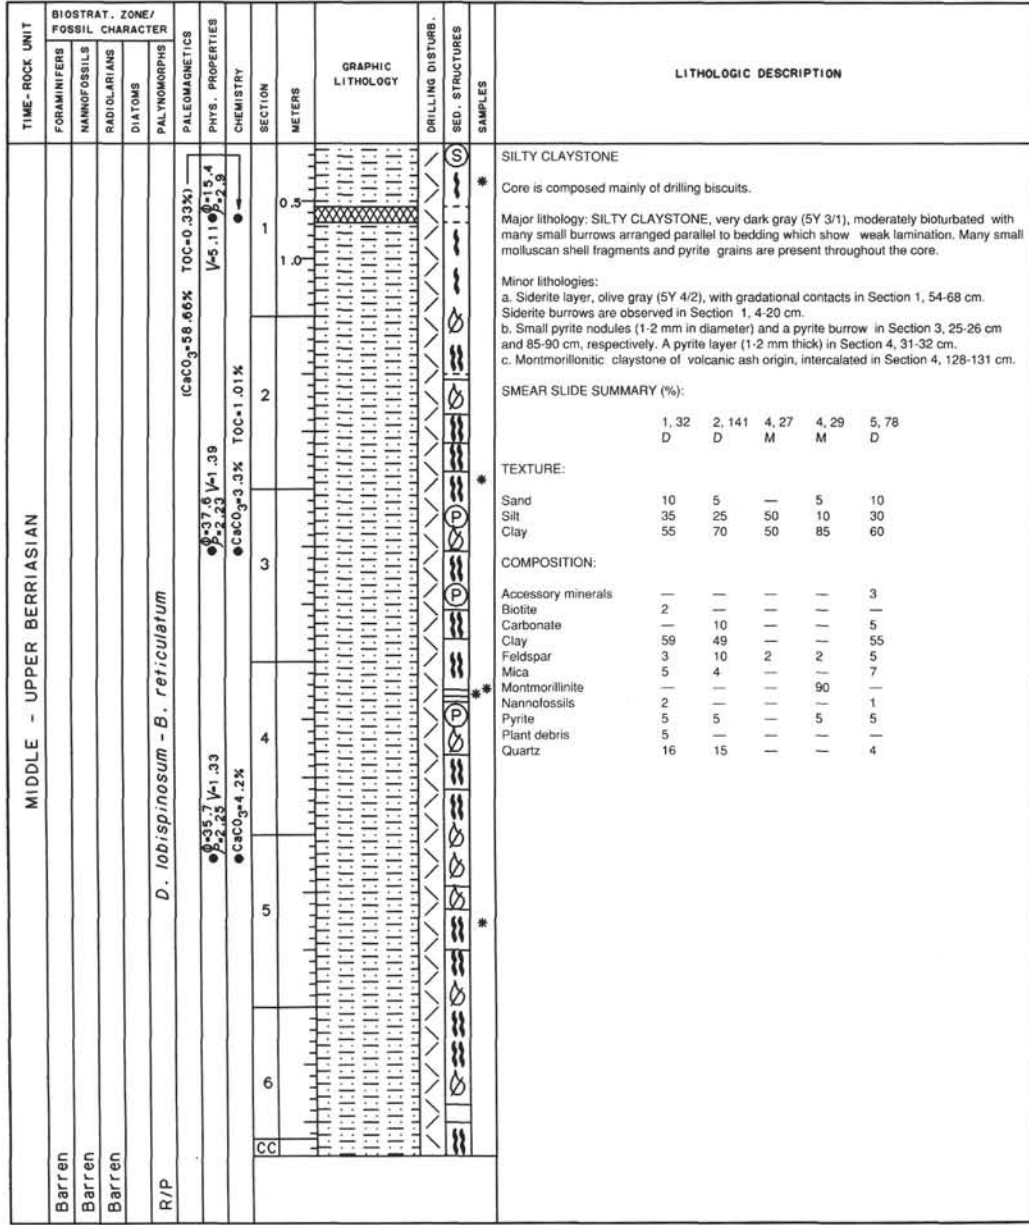 TIME-ROCK UNIT
BIOSTRAT. ZONE/
FOSSIL CHARACTER
FORAMINIFERS
NANNOFOSSILS
RADIOLARIANS
DIATOMS
PALYNOMORPHS
PALEOMAGNETICS
PHYS. PROPERTIES
CHEMISTRY
SECTION
METERS
GRAPHIC
LITHOLOGY
DRILLING DISTURB.
SED. STRUCTURES
SAMPLES
LITHOLOGIC DESCRIPTION
MIDDLE - UPPER BERRIASIAN
Barren
Barren
Barren
R/P
D. lobispinosum - B. reticulatum
(CaCO3=58.66% TOC=0.33%)
V=5.11 ●Φ=15.4
ρ=2.9
●Φ=37.6 V=1.39
ρ=2.23
●CaCO3=3.3% TOC=1.01%
●Φ=35.7 V=1.33
ρ=2.25
●CaCO3=4.2%
1
2
3
4
5
6
CC
0.5
1.0
S
P
P
P
*
*
**
*
SILTY CLAYSTONE
Core is composed mainly of drilling biscuits.
Major lithology: SILTY CLAYSTONE, very dark gray (5Y 3/1), moderately bioturbated with
many small burrows arranged parallel to bedding which show weak lamination. Many small
molluscan shell fragments and pyrite grains are present throughout the core.
Minor lithologies:
a. Siderite layer, olive gray (5Y 4/2), with gradational contacts in Section 1, 54-68 cm.
Siderite burrows are observed in Section 1, 4-20 cm.
b. Small pyrite nodules (1-2 mm in diameter) and a pyrite burrow in Section 3, 25-26 cm
and 85-90 cm, respectively. A pyrite layer (1-2 mm thick) in Section 4, 31-32 cm.
c. Montmorillonitic claystone of volcanic ash origin, intercalated in Section 4, 128-131 cm.
SMEAR SLIDE SUMMARY (%):
1, 32 2, 141 4, 27 4, 29 5, 78
D D M M D
TEXTURE:
Sand 10 5 — 5 10
Silt 35 25 50 10 30
Clay 55 70 50 85 60
COMPOSITION:
Accessory minerals — — — — 3
Biotite 2 — — — —
Carbonate — 10 — — 5
Clay 59 49 — — 55
Feldspar 3 10 2 2 5
Mica 5 4 — — 7
Montmorillinite — — — 90 —
Nannofossils 2 — — — 1
Pyrite 5 5 — 5 5
Plant debris 5 — — — —
Quartz 16 15 — — 4